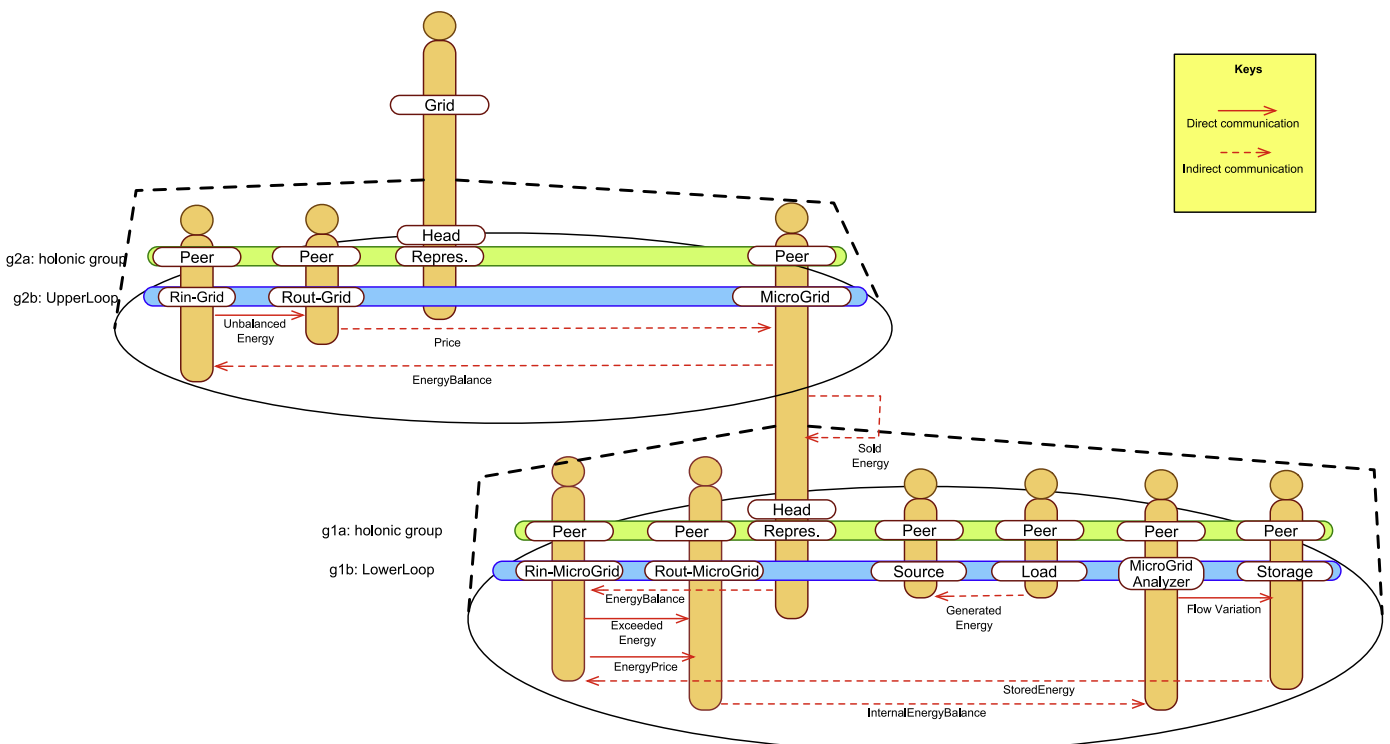 Grid
Keys
Direct communication
Indirect communication
Head
g2a: holonic group
Peer
Peer
Repres.
Peer
g2b: UpperLoop
Rin-Grid
Rout-Grid
MicroGrid
Unbalanced
Energy
Price
EnergyBalance
Sold
Energy
Head
g1a: holonic group
Peer
Peer
Repres.
Peer
Peer
Peer
Peer
g1b: LowerLoop
Rin-MicroGrid
Rout-MicroGrid
Source
Load
MicroGrid
Analyzer
Storage
EnergyBalance
Generated
Energy
Flow Variation
Exceeded
Energy
EnergyPrice
StoredEnergy
InternalEnergyBalance